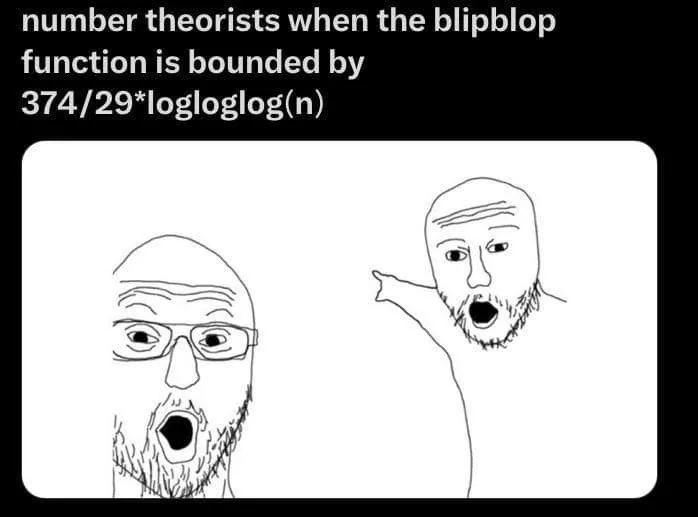 number theorists when the blipblop
function is bounded by
374/29*logloglog(n)